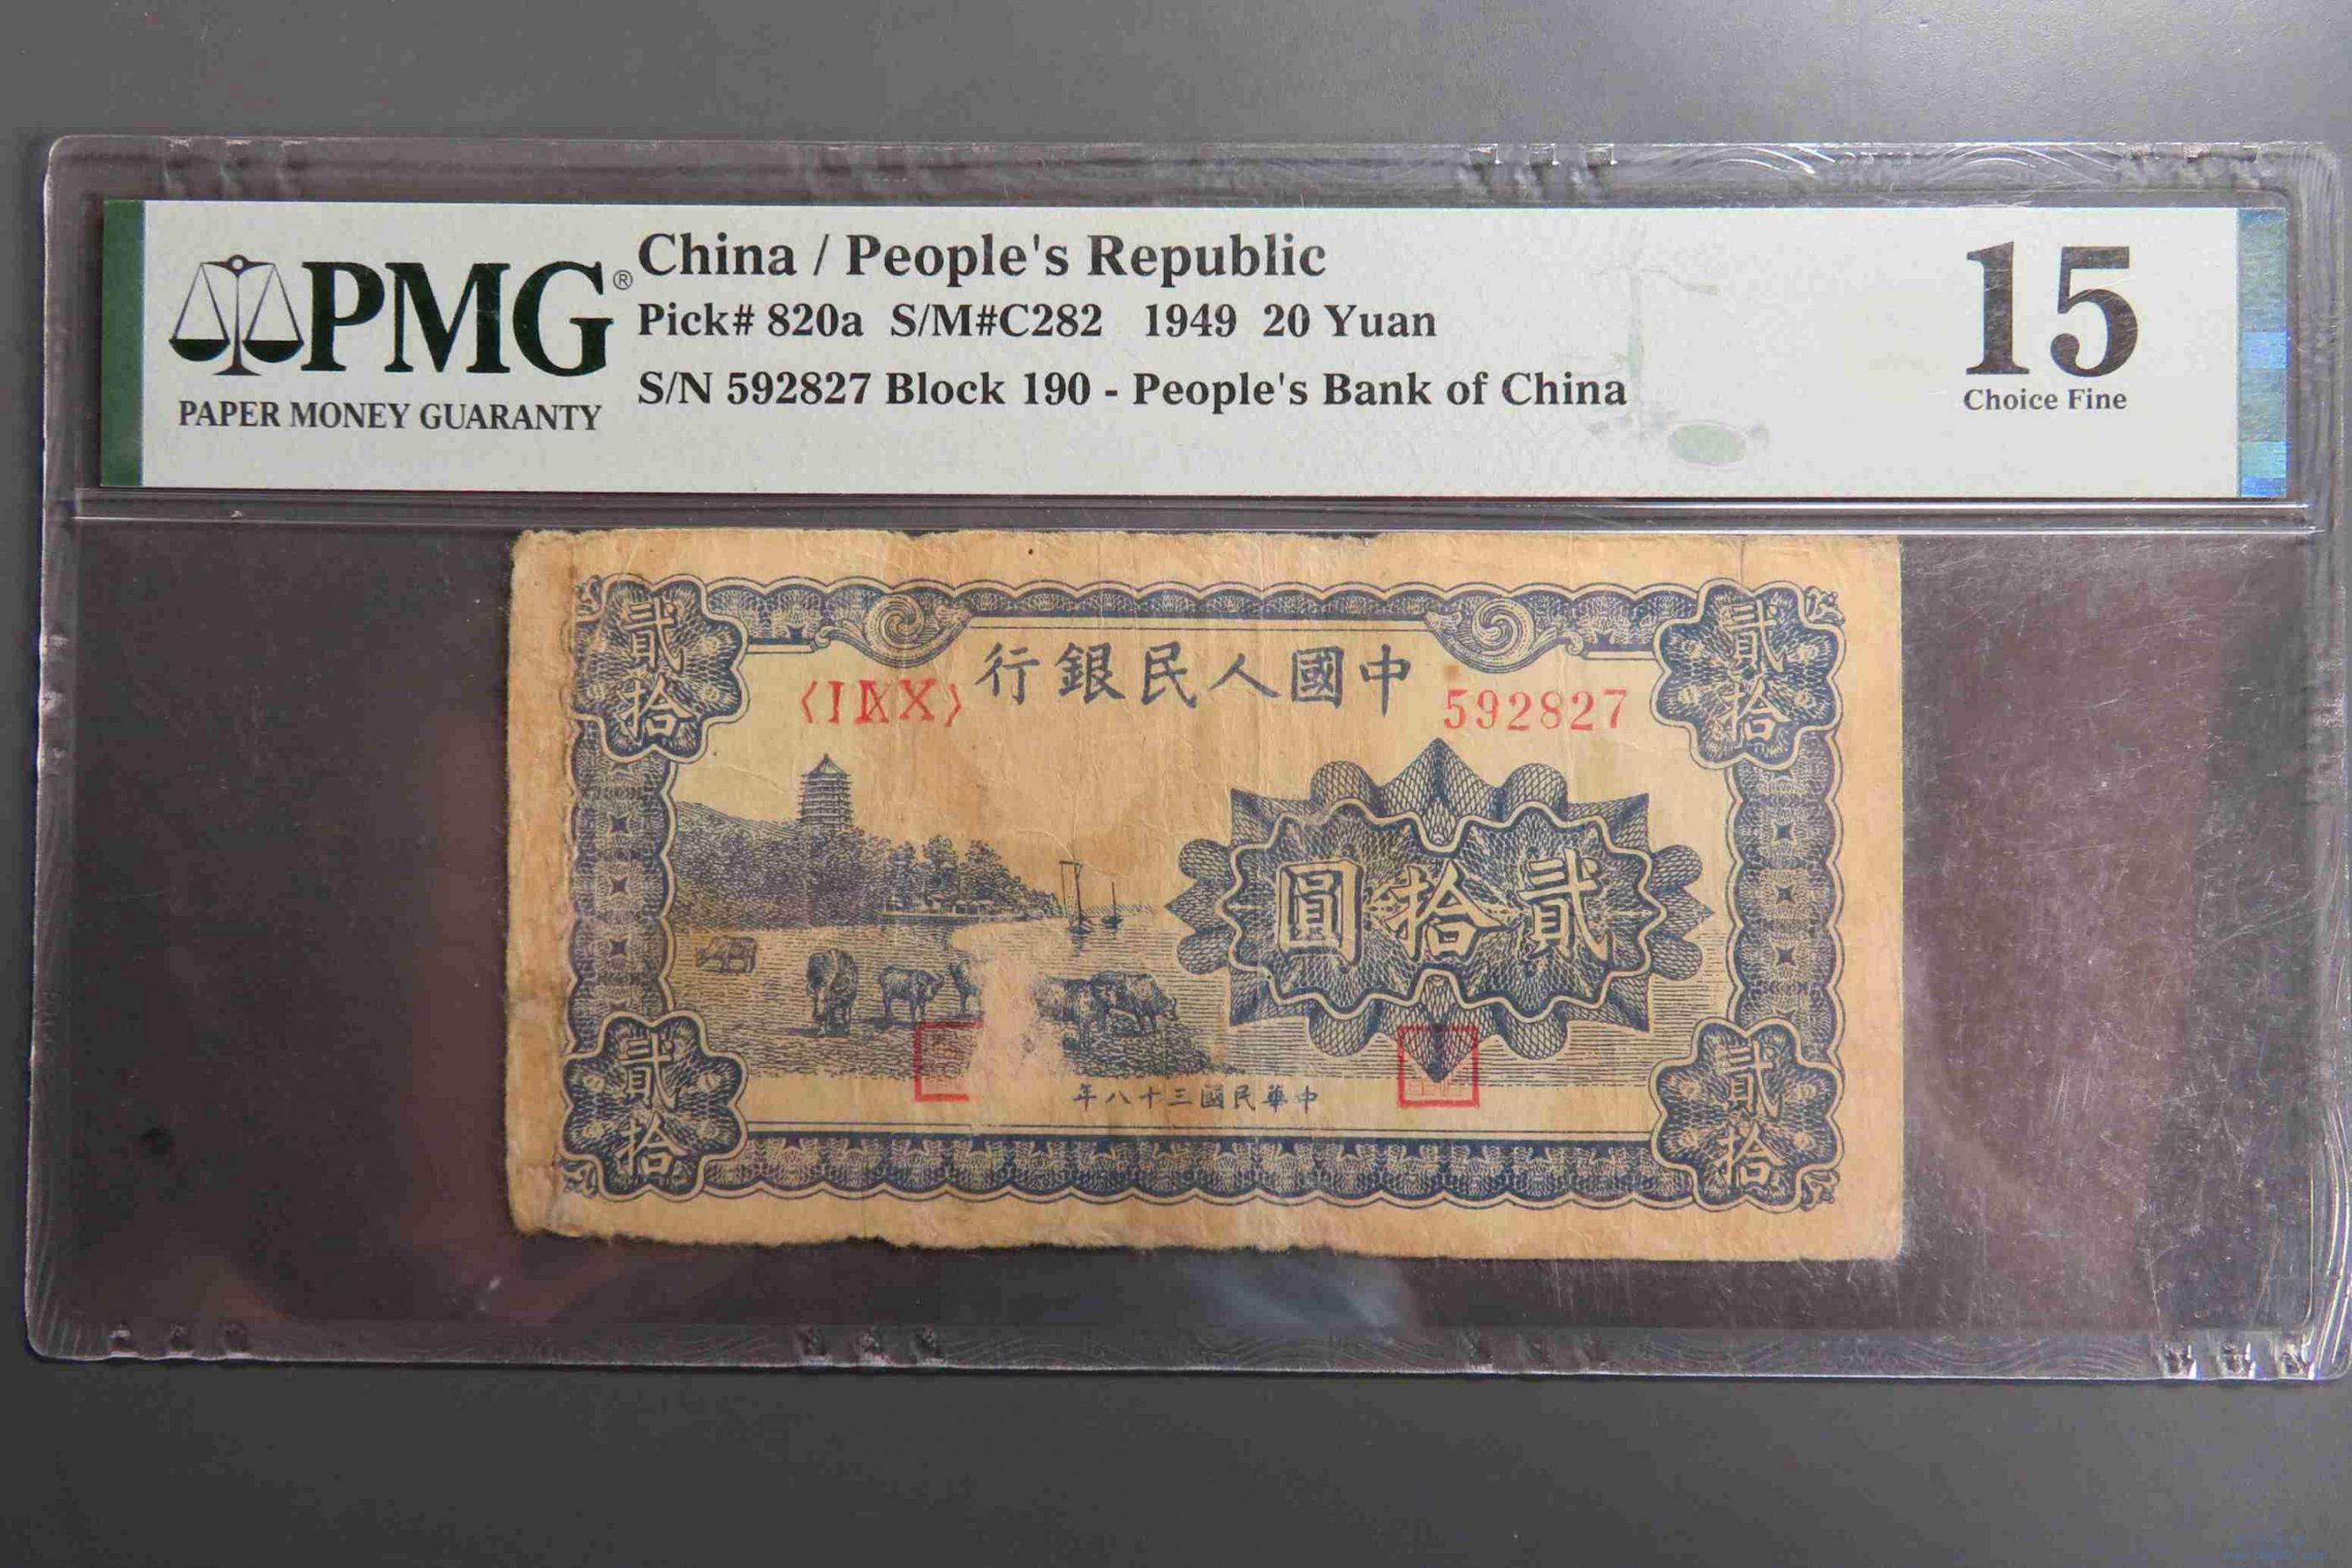 PMG®
PAPER MONEY GUARANTY
China / People's Republic
Pick# 820a S/M#C282 1949 20 Yuan
S/N 592827 Block 190 - People's Bank of China
15
Choice Fine
貳拾
貳拾
行銀民人國中
592827
圓拾貳
年八十三國民華中
貳拾
貳拾